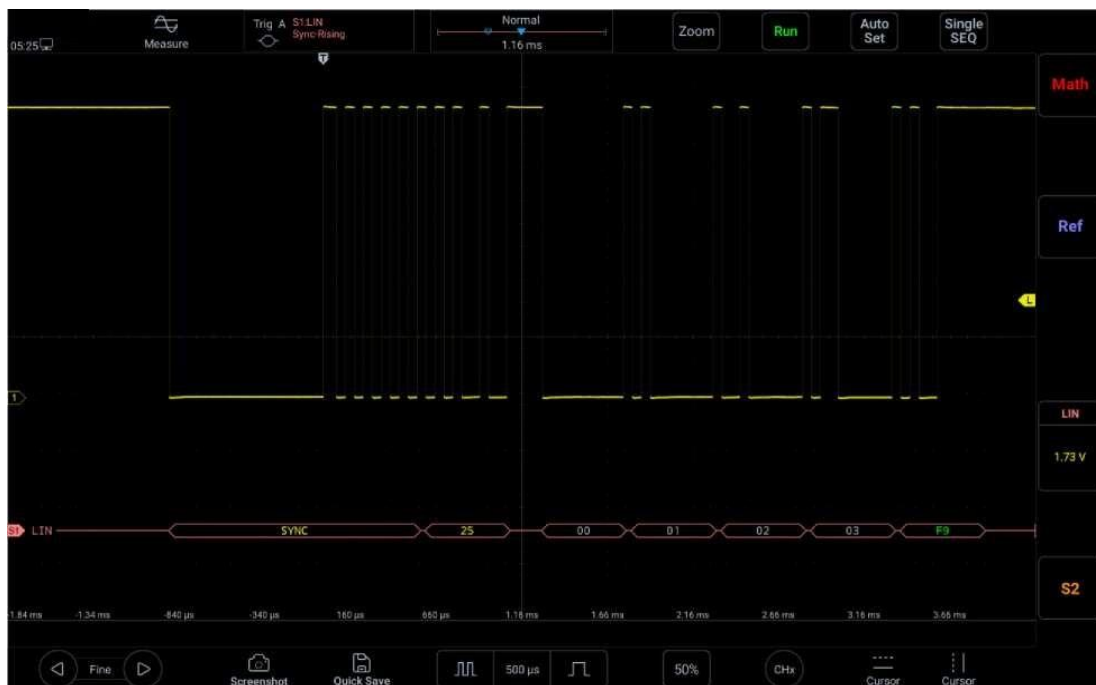 05:25
Measure
Trig A S1:LIN
Sync-Rising
T
Normal
1.16 ms
Zoom
Run
Auto
Set
Single
SEQ
Math
Ref
L
1
LIN
1.73 V
S1 LIN
SYNC
25
00
01
02
03
F9
S2
-1.84 ms
-1.34 ms
-840 µs
-340 µs
160 µs
660 µs
1.16 ms
1.66 ms
2.16 ms
2.66 ms
3.16 ms
3.66 ms
Fine
Screenshot
Quick Save
500 µs
50%
CHx
Cursor
Cursor